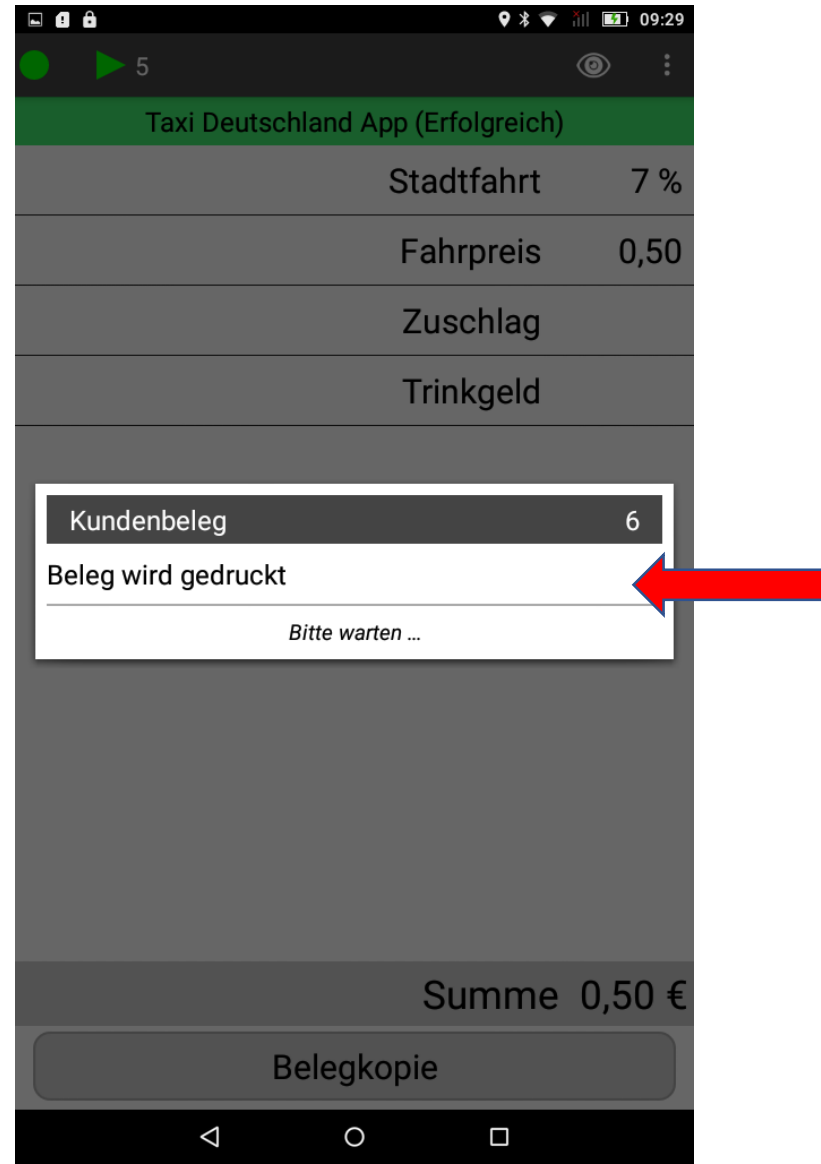 09:29
5
Taxi Deutschland App (Erfolgreich)
Stadtfahrt 7 %
Fahrpreis 0,50
Zuschlag
Trinkgeld
Kundenbeleg 6
Beleg wird gedruckt
Bitte warten ...
Summe 0,50 €
Belegkopie